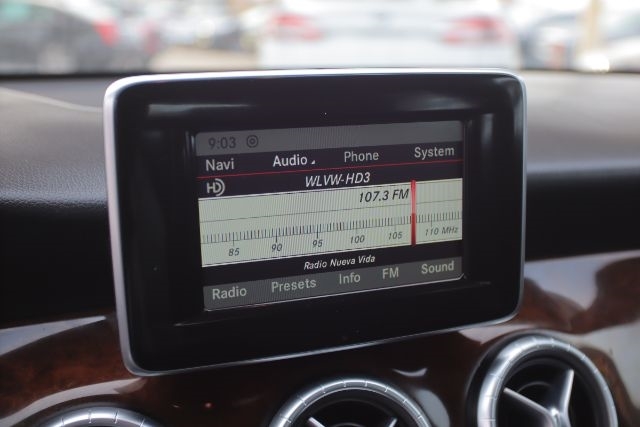 9:03
Navi Audio Phone System
HD WLVW-HD3
107.3 FM
85 90 95 100 105 110 MHz
Radio Nueva Vida
Radio Presets Info FM Sound